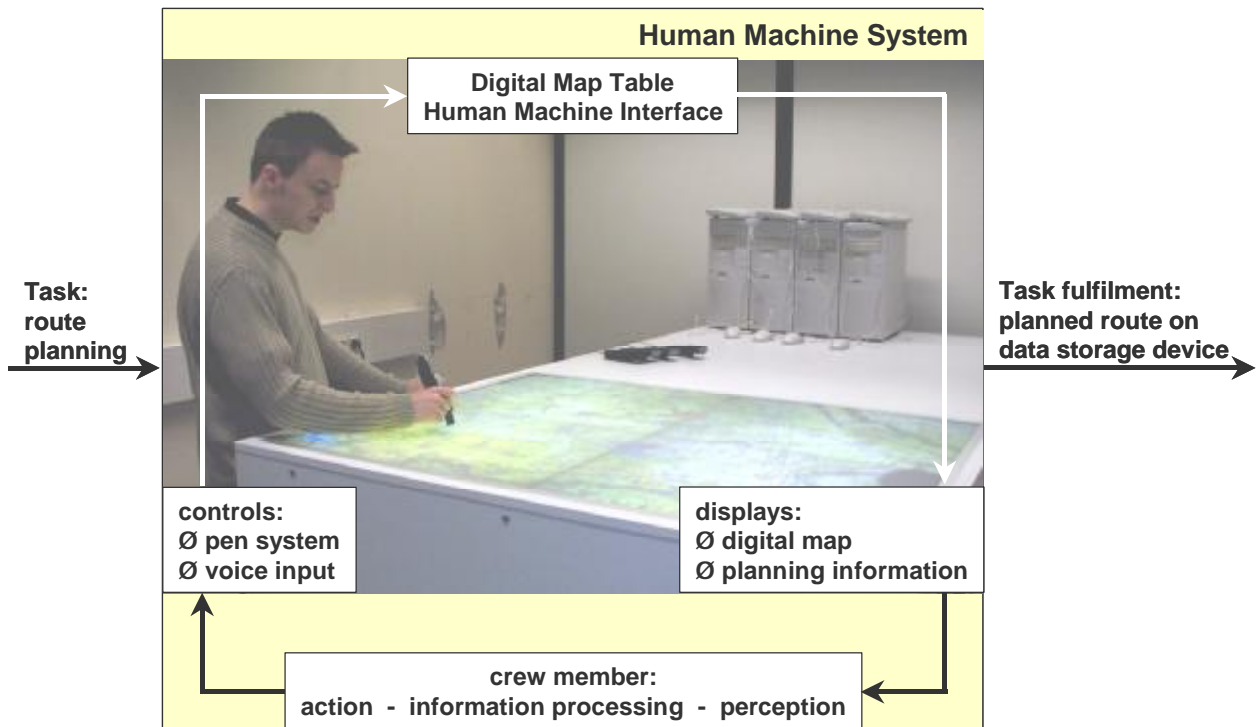 Human Machine System
Digital Map Table
Human Machine Interface
Task:
route
planning
Task fulfilment:
planned route on
data storage device
controls:
Ø pen system
Ø voice input
displays:
Ø digital map
Ø planning information
crew member:
action - information processing - perception